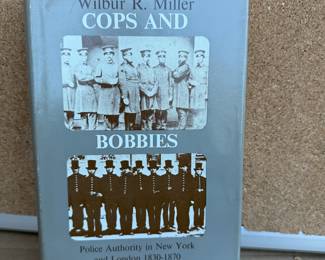 Wilbur R. Miller
COPS AND
BOBBIES
Police Authority in New York
and London 1830-1870